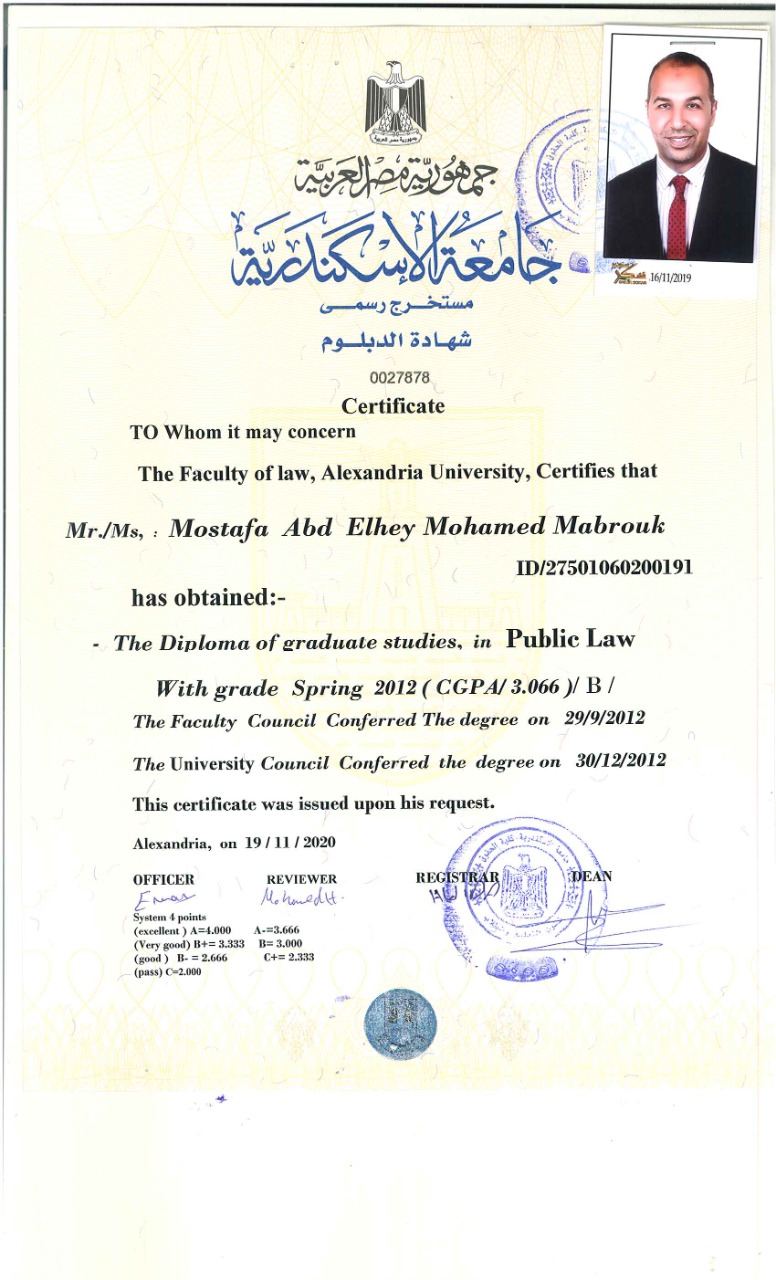 جمهورية مصر العربية
جمهورية مصر العربية
جامعة الإسكندرية
مستخرج رسمى
شهادة الدبلوم
16/11/2019
0027878
Certificate
TO Whom it may concern
The Faculty of law, Alexandria University, Certifies that
Mr./Ms, : Mostafa Abd Elhey Mohamed Mabrouk
ID/27501060200191
has obtained:-
- The Diploma of graduate studies, in Public Law
With grade Spring 2012 ( CGPA/ 3.066 )/ B /
The Faculty Council Conferred The degree on 29/9/2012
The University Council Conferred the degree on 30/12/2012
This certificate was issued upon his request.
Alexandria, on 19 / 11 / 2020
OFFICER REVIEWER REGISTRAR DEAN
Mohamed H.
System 4 points
(excellent ) A=4.000 A-=3.666
(Very good) B+= 3.333 B= 3.000
(good ) B- = 2.666 C+= 2.333
(pass) C=2.000